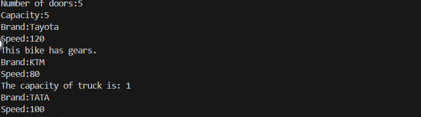 Number of doors:5
Capacity:5
Brand:Tayota
Speed:120
This bike has gears.
Brand:KTM
Speed:80
The capacity of truck is: 1
Brand:TATA
Speed:100